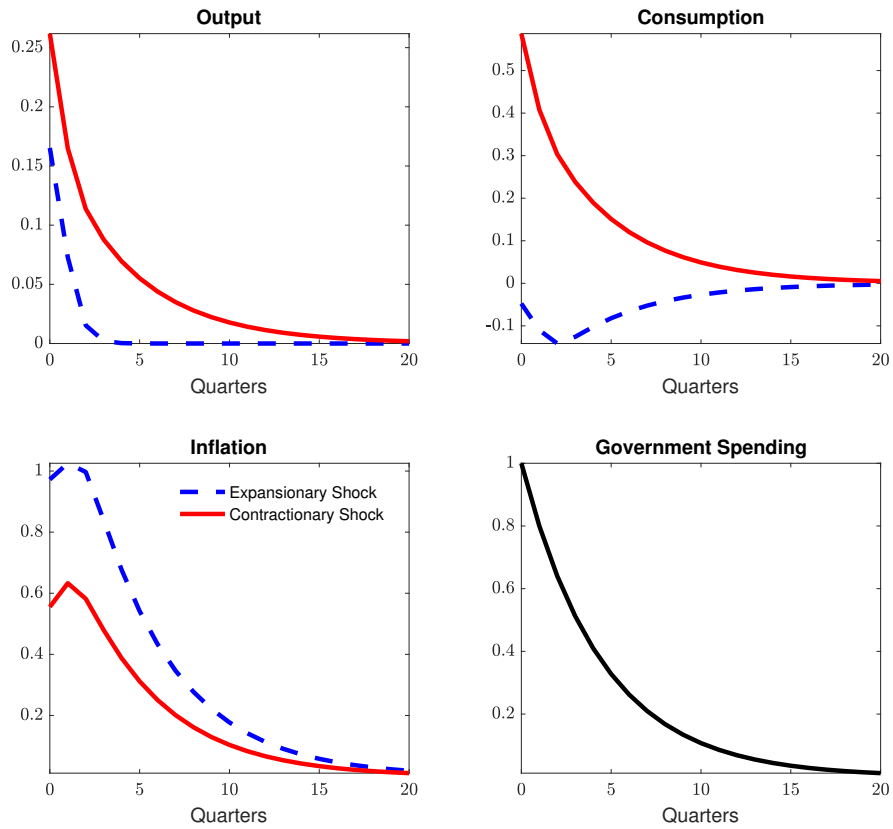 Output
0.25
0.2
0.15
0.1
0.05
0
0 5 10 15 20
Quarters
Consumption
0.5
0.4
0.3
0.2
0.1
0
-0.1
0 5 10 15 20
Quarters
Inflation
1
0.8
0.6
0.4
0.2
Expansionary Shock
Contractionary Shock
0 5 10 15 20
Quarters
Government Spending
1
0.8
0.6
0.4
0.2
0 5 10 15 20
Quarters